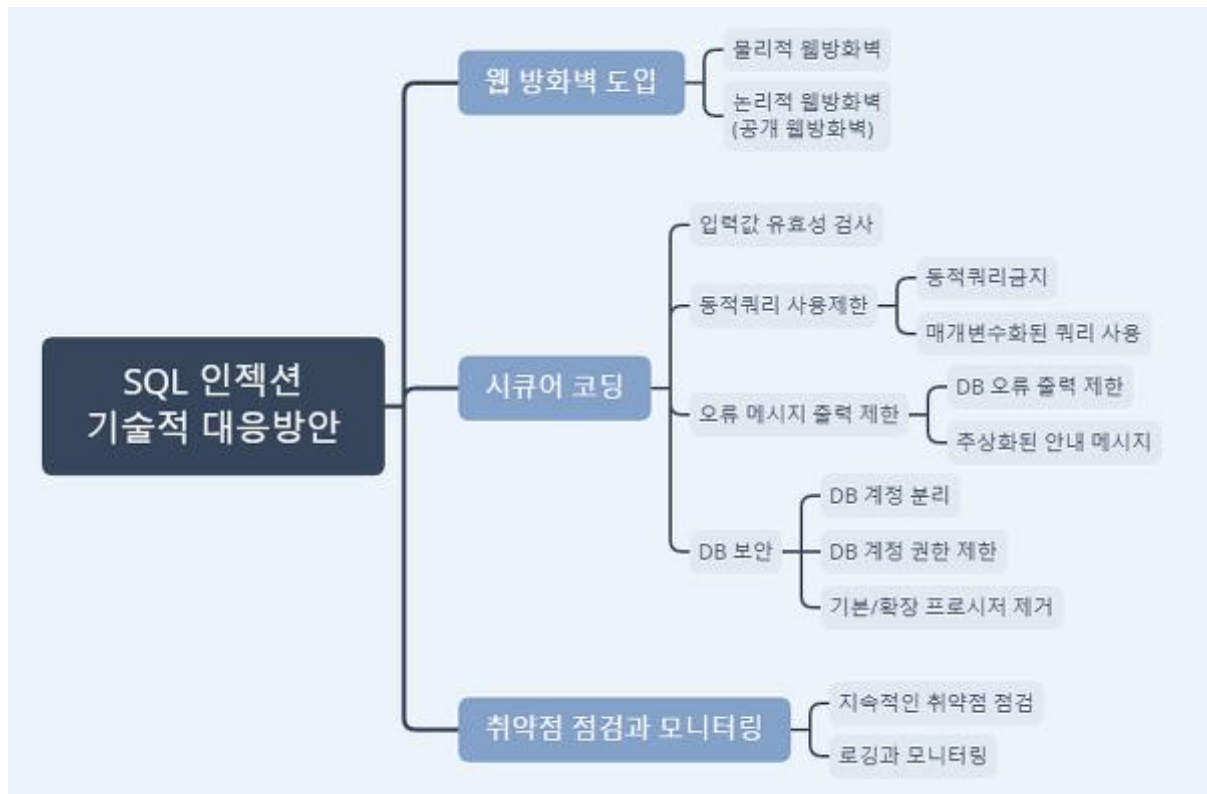 SQL 인젝션
기술적 대응방안
웹 방화벽 도입
물리적 웹방화벽
논리적 웹방화벽
(공개 웹방화벽)
시큐어 코딩
입력값 유효성 검사
동적쿼리 사용제한
동적쿼리금지
매개변수화된 쿼리 사용
오류 메시지 출력 제한
DB 오류 출력 제한
추상화된 안내 메시지
DB 보안
DB 계정 분리
DB 계정 권한 제한
기본/확장 프로시저 제거
취약점 점검과 모니터링
지속적인 취약점 점검
로깅과 모니터링